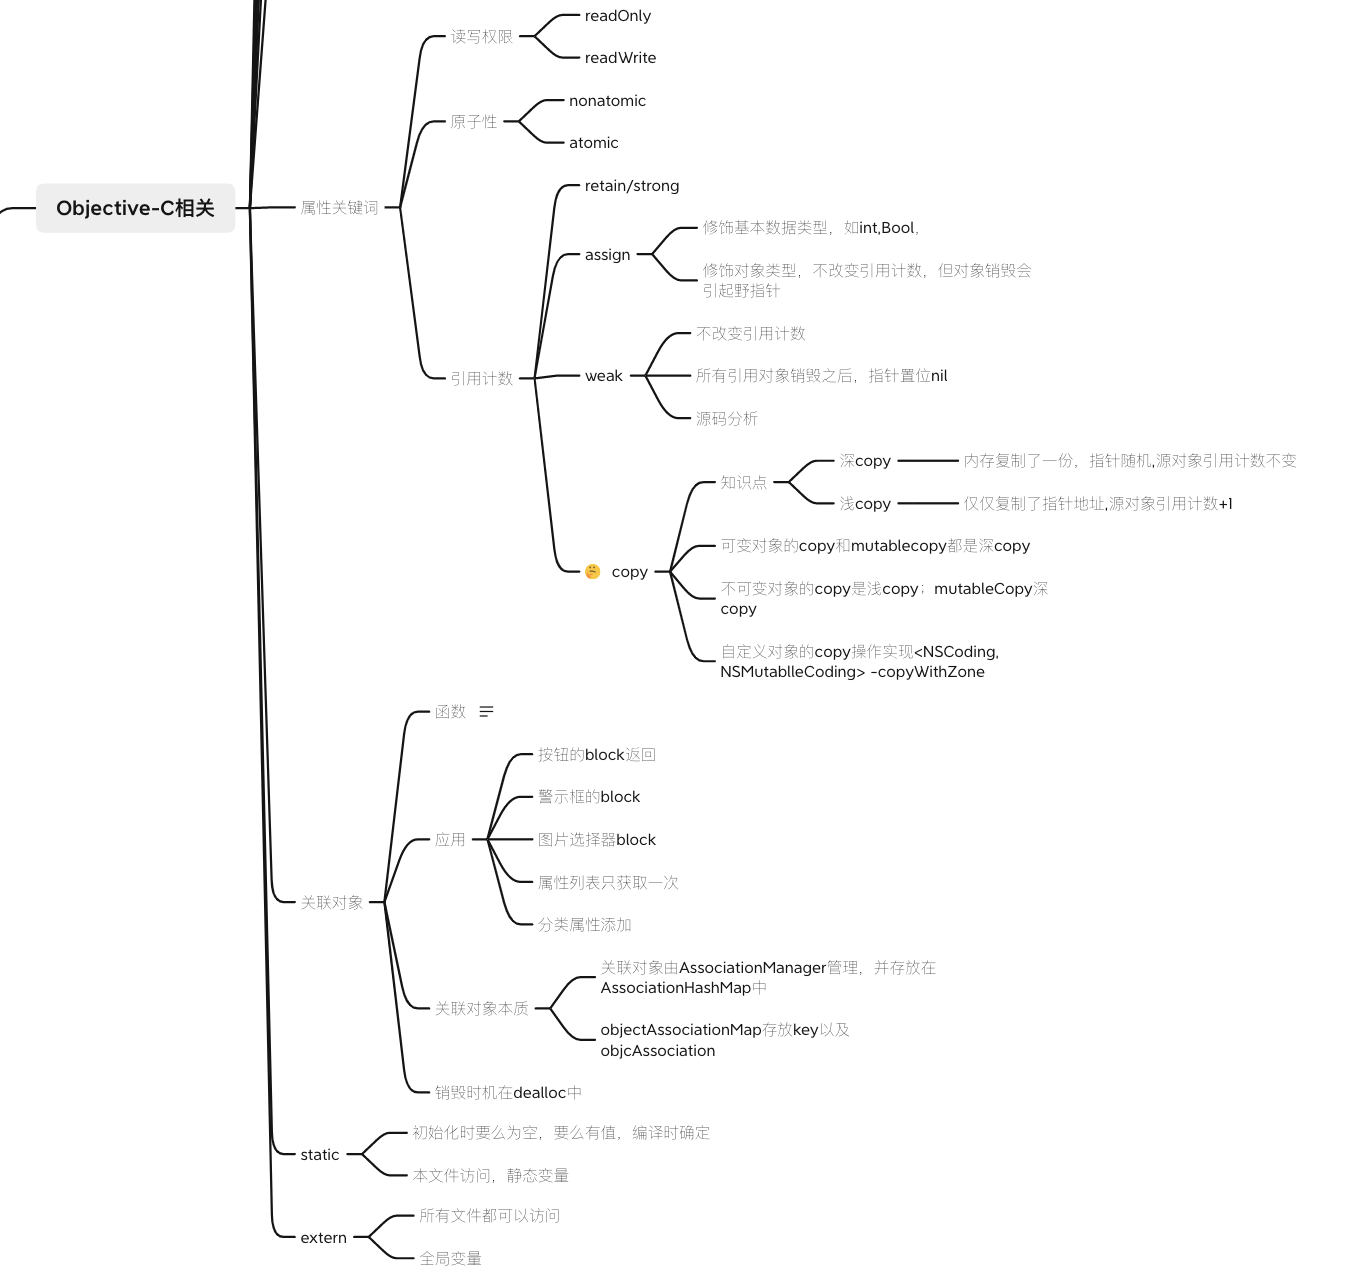 Objective-C相关
属性关键词
读写权限
readOnly
readWrite
原子性
nonatomic
atomic
引用计数
retain/strong
assign
修饰基本数据类型，如int,Bool，
修饰对象类型，不改变引用计数，但对象销毁会
引起野指针
weak
不改变引用计数
所有引用对象销毁之后，指针置位nil
源码分析
copy
知识点
深copy
内存复制了一份，指针随机,源对象引用计数不变
浅copy
仅仅复制了指针地址,源对象引用计数+1
可变对象的copy和mutablecopy都是深copy
不可变对象的copy是浅copy；mutableCopy深
copy
自定义对象的copy操作实现<NSCoding,
NSMutablleCoding> -copyWithZone
关联对象
函数
应用
按钮的block返回
警示框的block
图片选择器block
属性列表只获取一次
分类属性添加
关联对象本质
关联对象由AssociationManager管理，并存放在
AssociationHashMap中
objectAssociationMap存放key以及
objcAssociation
销毁时机在dealloc中
static
初始化时要么为空，要么有值，编译时确定
本文件访问，静态变量
extern
所有文件都可以访问
全局变量